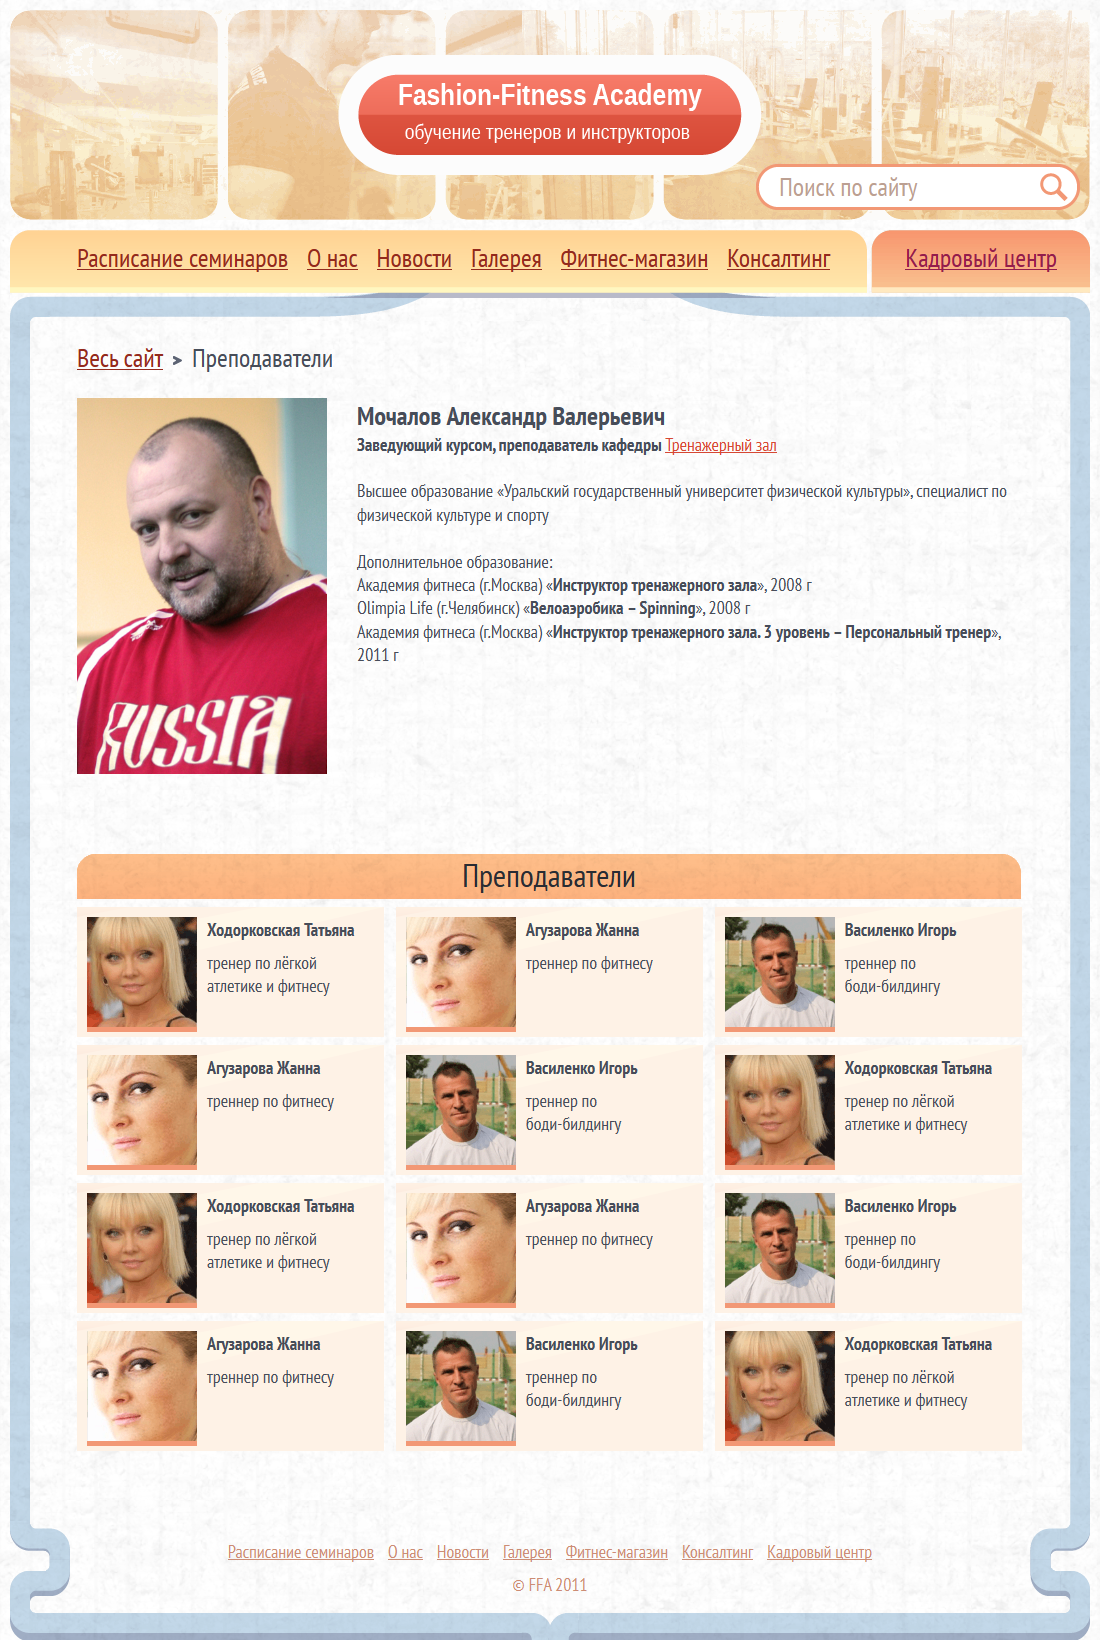 Fashion-Fitness Academy
обучение тренеров и инструкторов
Поиск по сайту
Расписание семинаров О нас Новости Галерея Фитнес-магазин Консалтинг Кадровый центр
Весь сайт > Преподаватели
Мочалов Александр Валерьевич
Заведующий курсом, преподаватель кафедры Тренажерный зал
Высшее образование «Уральский государственный университет физической культуры», специалист по
физической культуре и спорту
Дополнительное образование:
Академия фитнеса (г.Москва) «Инструктор тренажерного зала», 2008 г
Olimpia Life (г.Челябинск) «Велоаэробика – Spinning», 2008 г
Академия фитнеса (г.Москва) «Инструктор тренажерного зала. 3 уровень – Персональный тренер»,
2011 г
RUSSIA
Преподаватели
Ходорковская Татьяна
тренер по лёгкой
атлетике и фитнесу
Агузарова Жанна
треннер по фитнесу
Василенко Игорь
треннер по
боди-билдингу
Агузарова Жанна
треннер по фитнесу
Василенко Игорь
треннер по
боди-билдингу
Ходорковская Татьяна
тренер по лёгкой
атлетике и фитнесу
Ходорковская Татьяна
тренер по лёгкой
атлетике и фитнесу
Агузарова Жанна
треннер по фитнесу
Василенко Игорь
треннер по
боди-билдингу
Агузарова Жанна
треннер по фитнесу
Василенко Игорь
треннер по
боди-билдингу
Ходорковская Татьяна
тренер по лёгкой
атлетике и фитнесу
Расписание семинаров О нас Новости Галерея Фитнес-магазин Консалтинг Кадровый центр
© FFA 2011